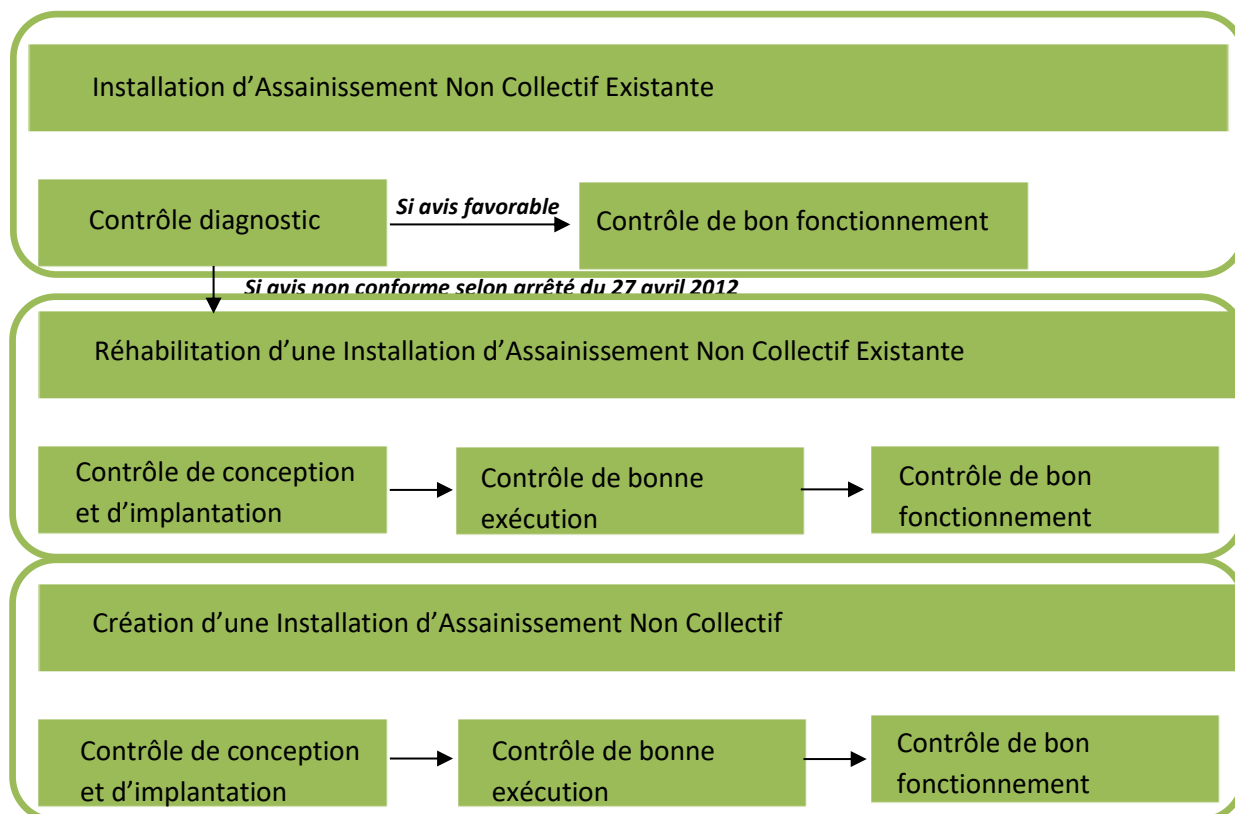 Installation d’Assainissement Non Collectif Existante
Contrôle diagnostic
Si avis favorable
Contrôle de bon fonctionnement
Si avis non conforme selon arrêté du 27 avril 2012
Réhabilitation d’une Installation d’Assainissement Non Collectif Existante
Contrôle de conception
et d’implantation
Contrôle de bonne
exécution
Contrôle de bon
fonctionnement
Création d’une Installation d’Assainissement Non Collectif
Contrôle de conception
et d’implantation
Contrôle de bonne
exécution
Contrôle de bon
fonctionnement